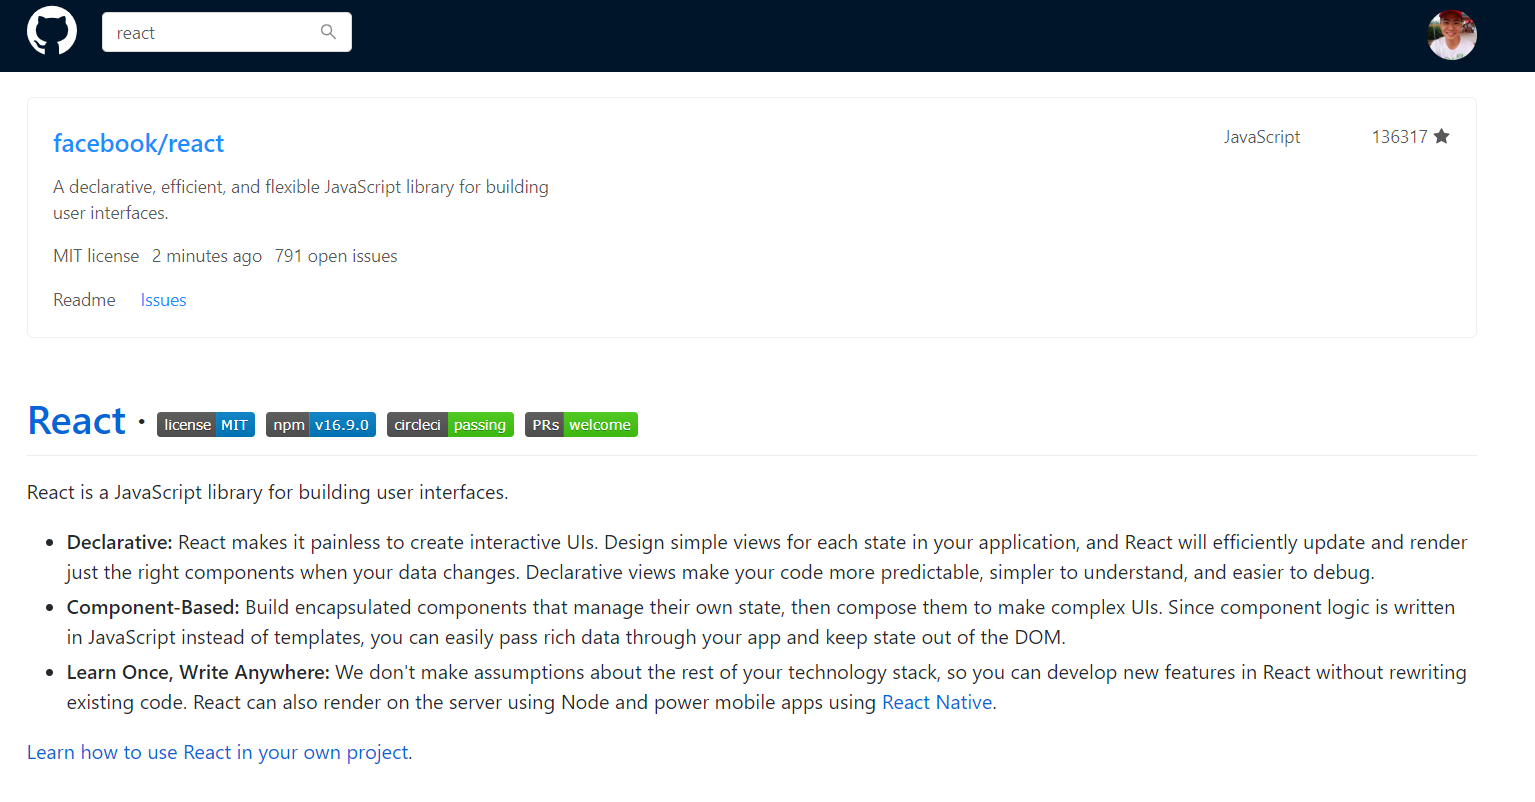 react
facebook/react
JavaScript 136317
A declarative, efficient, and flexible JavaScript library for building
user interfaces.
MIT license 2 minutes ago 791 open issues
Readme Issues
React · license MIT npm v16.9.0 circleci passing PRs welcome
React is a JavaScript library for building user interfaces.
• Declarative: React makes it painless to create interactive UIs. Design simple views for each state in your application, and React will efficiently update and render
just the right components when your data changes. Declarative views make your code more predictable, simpler to understand, and easier to debug.
• Component-Based: Build encapsulated components that manage their own state, then compose them to make complex UIs. Since component logic is written
in JavaScript instead of templates, you can easily pass rich data through your app and keep state out of the DOM.
• Learn Once, Write Anywhere: We don't make assumptions about the rest of your technology stack, so you can develop new features in React without rewriting
existing code. React can also render on the server using Node and power mobile apps using React Native.
Learn how to use React in your own project.